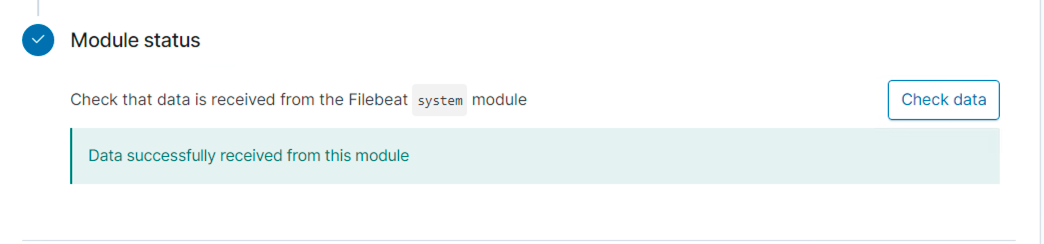 Module status
Check that data is received from the Filebeat system module
Check data
Data successfully received from this module